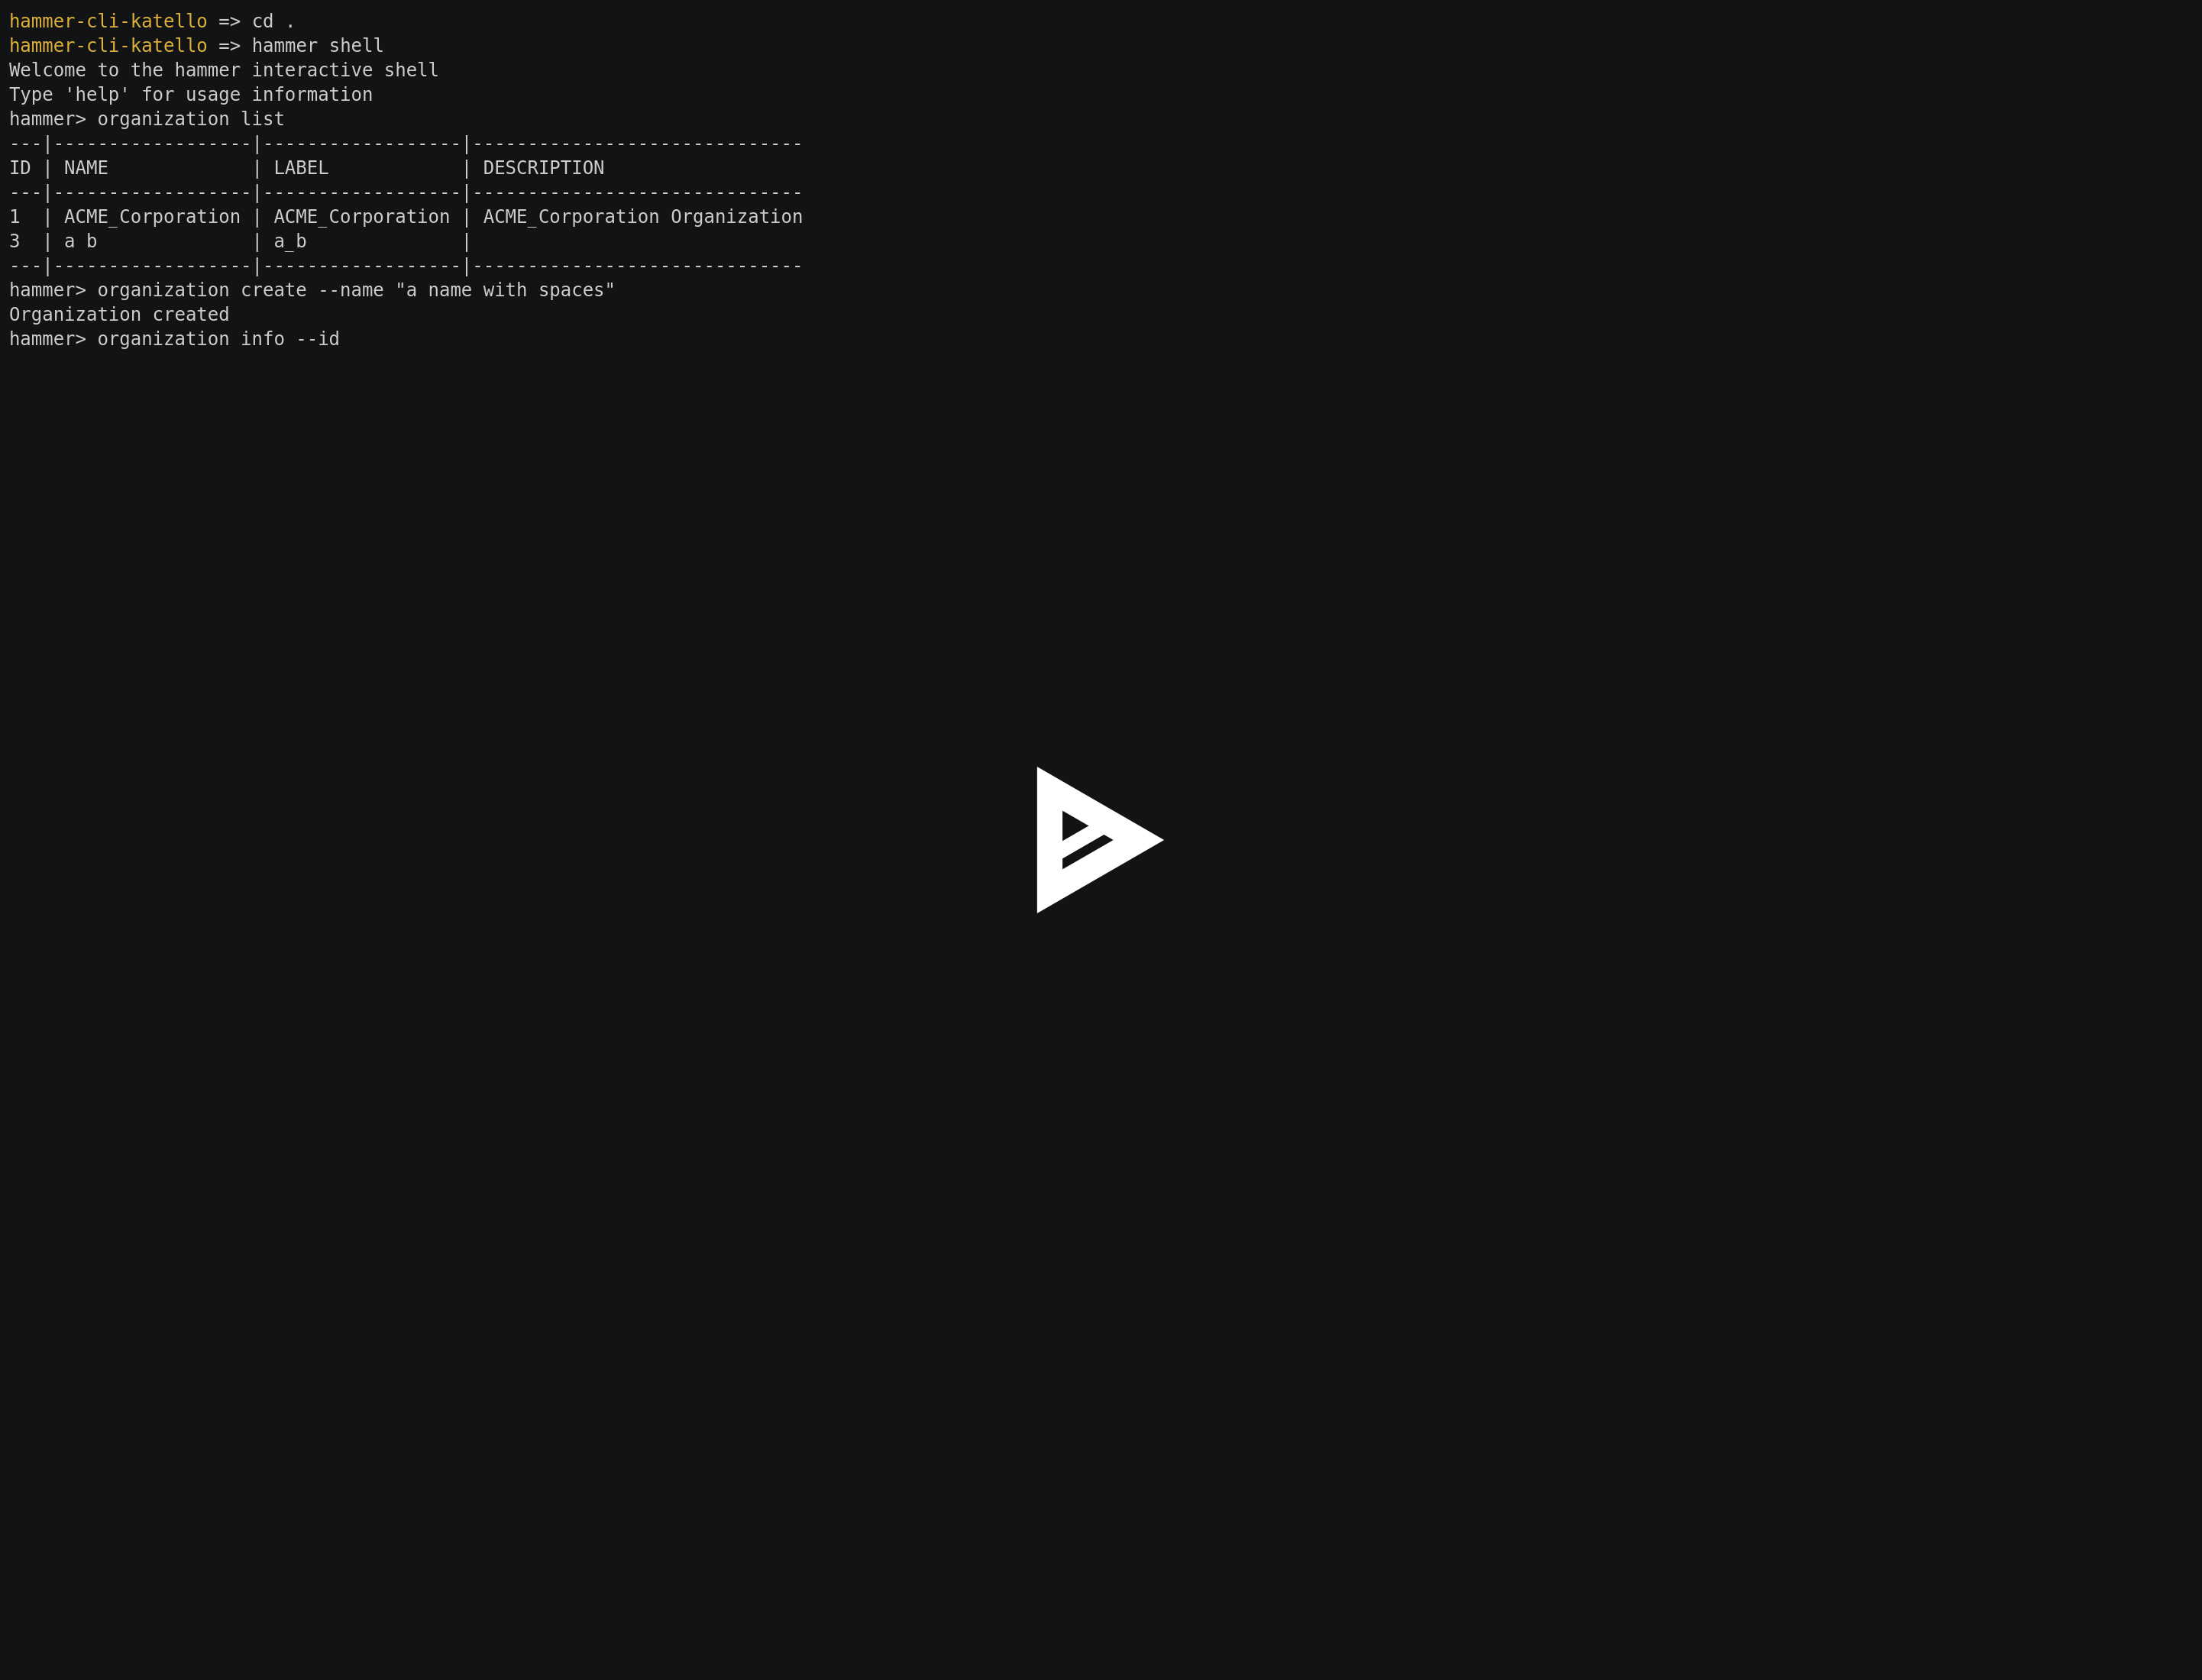 hammer-cli-katello => cd .
hammer-cli-katello => hammer shell
Welcome to the hammer interactive shell
Type 'help' for usage information
hammer> organization list
---|------------------|------------------|------------------------------
ID | NAME             | LABEL            | DESCRIPTION
---|------------------|------------------|------------------------------
1  | ACME_Corporation | ACME_Corporation | ACME_Corporation Organization
3  | a b              | a_b              |
---|------------------|------------------|------------------------------
hammer> organization create --name "a name with spaces"
Organization created
hammer> organization info --id